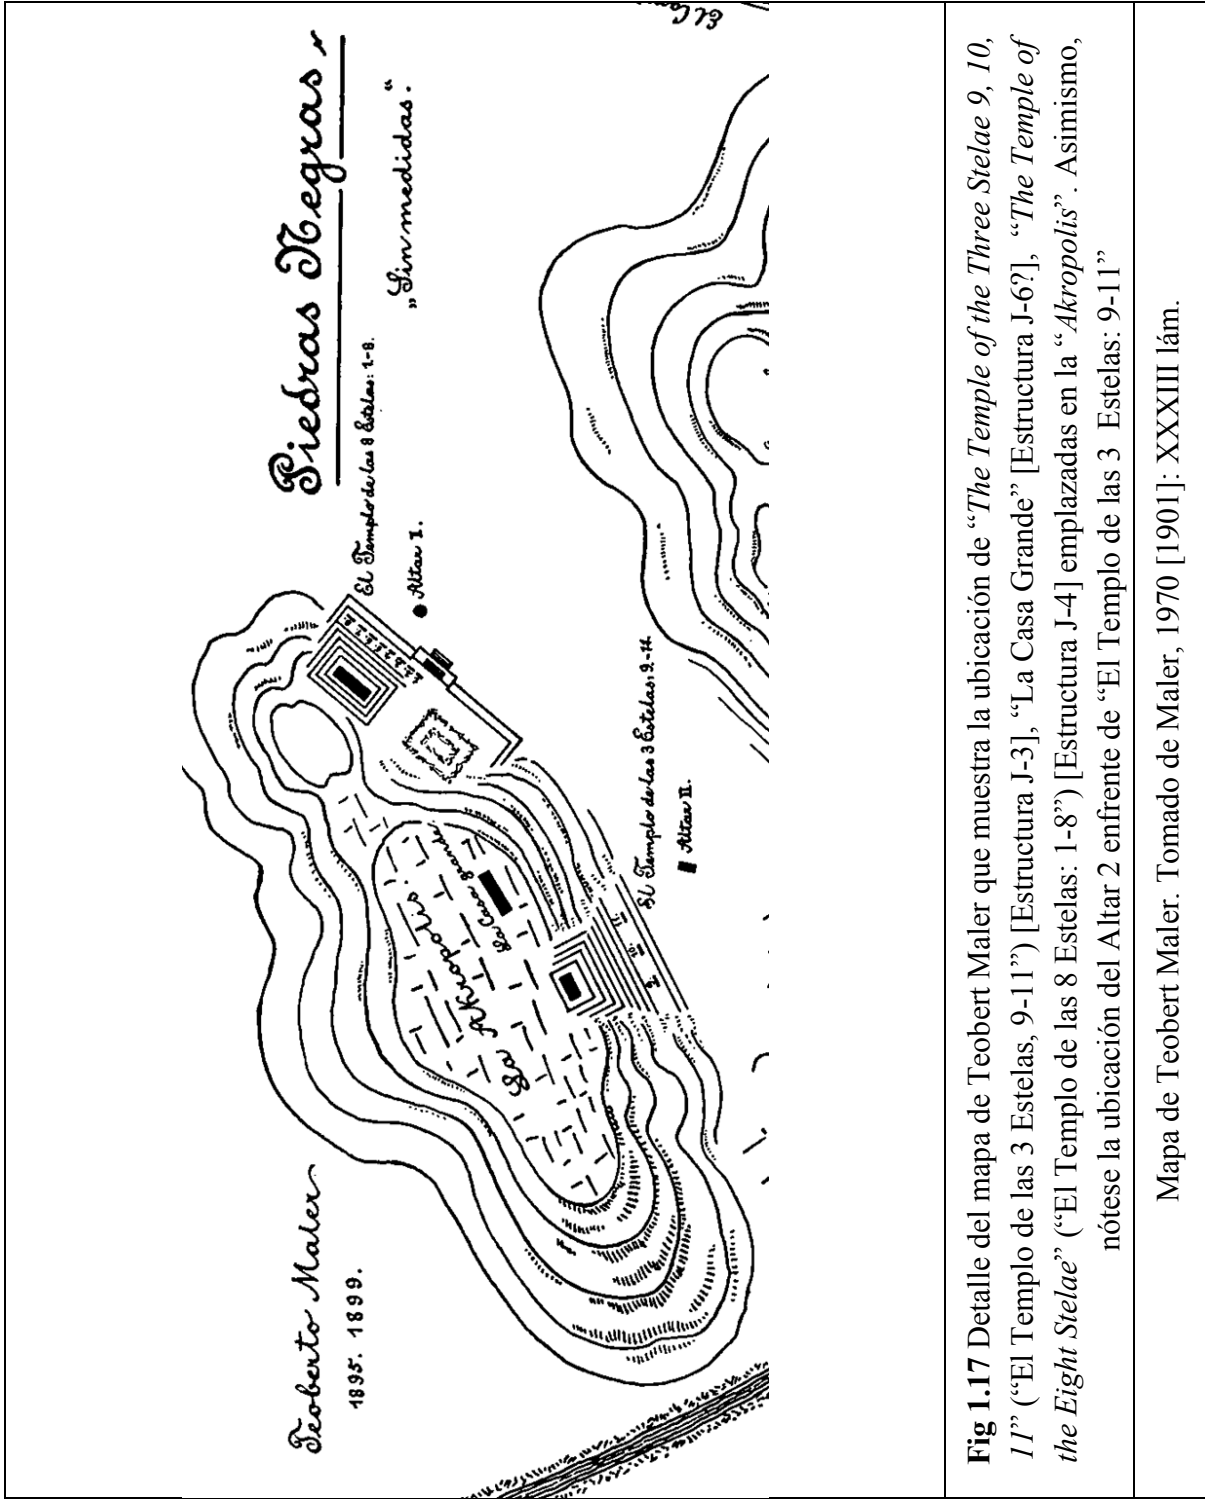 Teoberto Maler
1895. 1899.
Piedras Negras
„Sin medidas.“
El Templo de las 8 Estelas: 1-8.
Altar I.
La Akropolis
La Casa grande
El Templo de las 3 Estelas: 9.-11.
Altar II.
9. 10. 11.
Fig 1.17 Detalle del mapa de Teobert Maler que muestra la ubicación de “The Temple of the Three Stelae 9, 10,
11” (“El Templo de las 3 Estelas, 9-11”) [Estructura J-3], “La Casa Grande” [Estructura J-6?], “The Temple of
the Eight Stelae” (“El Templo de las 8 Estelas: 1-8”) [Estructura J-4] emplazadas en la “Akropolis”. Asimismo,
nótese la ubicación del Altar 2 enfrente de “El Templo de las 3 Estelas: 9-11”
Mapa de Teobert Maler. Tomado de Maler, 1970 [1901]: XXXIII lám.